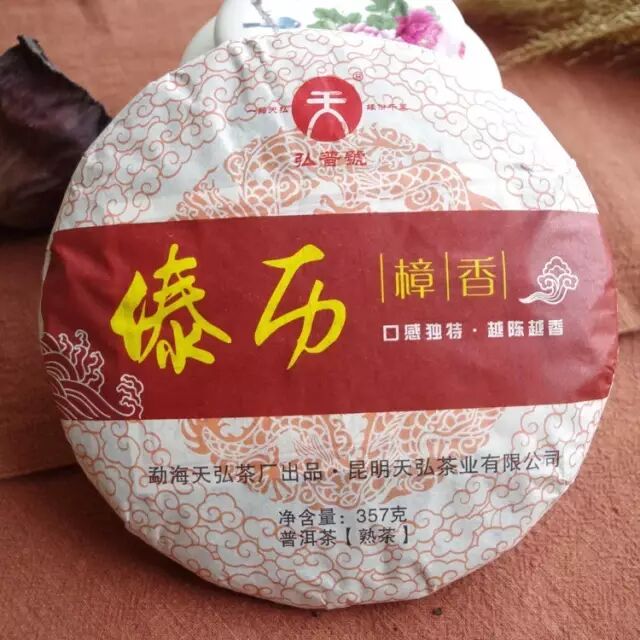 天®
弘普號
傣历
樟香
口感独特·越陈越香
勐海天弘茶厂出品·昆明天弘茶业有限公司
净含量：357克
普洱茶【熟茶】